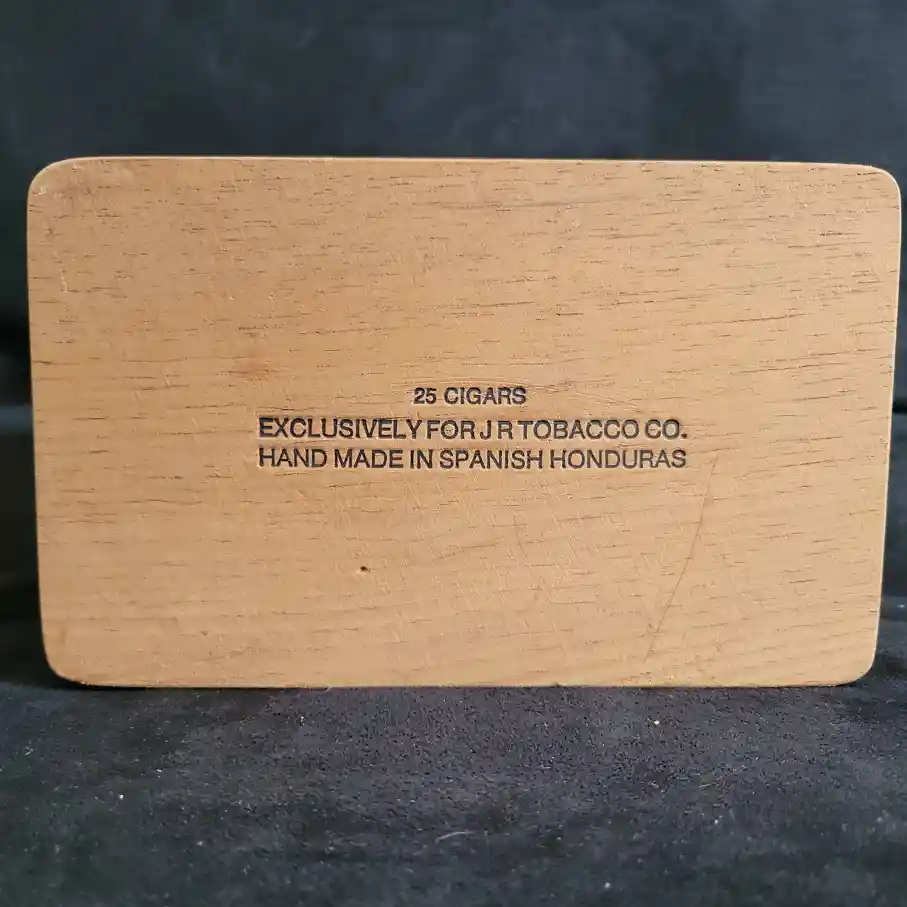 25 CIGARS
EXCLUSIVELY FOR J R TOBACCO CO.
HAND MADE IN SPANISH HONDURAS